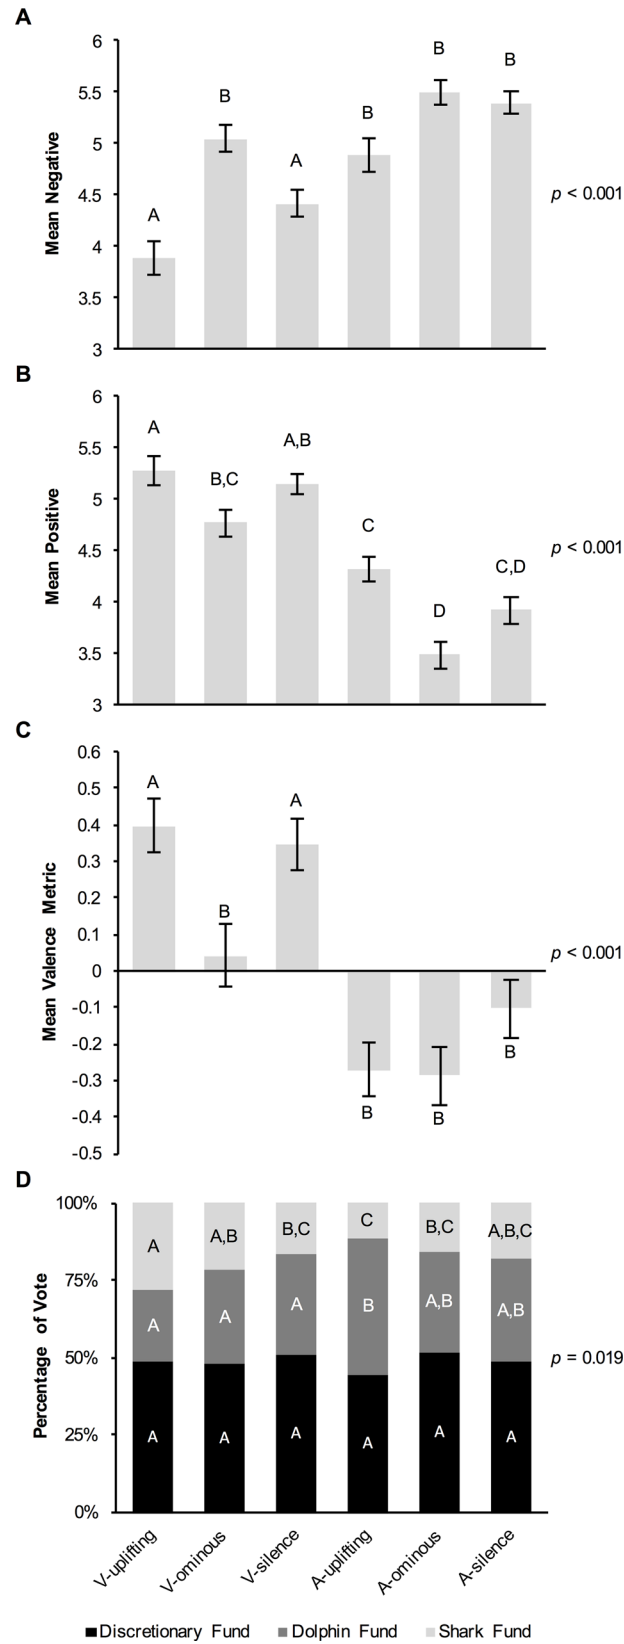 A
6
5.5
5
4.5
4
3.5
3
Mean Negative
A
B
A
B
B
B
p < 0.001
B
6
5.5
5
4.5
4
3.5
3
Mean Positive
A
B,C
A,B
C
D
C,D
p < 0.001
C
0.6
0.5
0.4
0.3
0.2
0.1
0
-0.1
-0.2
-0.3
-0.4
-0.5
Mean Valence Metric
A
B
A
B
B
B
p < 0.001
D
100%
75%
50%
25%
0%
Percentage of Vote
A
A,B
B,C
C
B,C
A,B,C
A
A
A
B
A,B
A,B
A
A
A
A
A
A
p = 0.019
V-uplifting
V-ominous
V-silence
A-uplifting
A-ominous
A-silence
Discretionary Fund
Dolphin Fund
Shark Fund